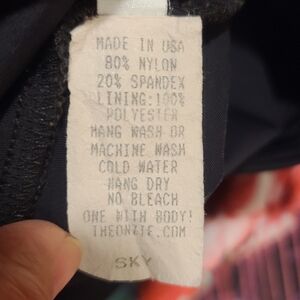 MADE IN USA
80% NYLON
20% SPANDEX
LINING:100%
POLYESTER
HANG WASH OR
MACHINE WASH
COLD WATER
HANG DRY
NO BLEACH
ONE WITH BODY!
THEONZIE.COM
SKY